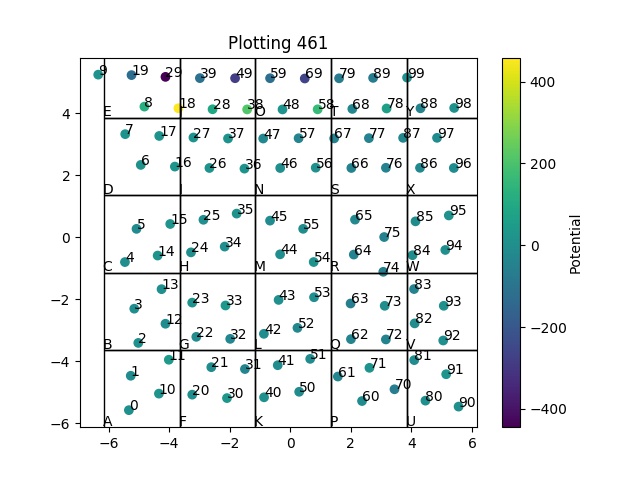 Plotting 461
9 19 29 39 49 59 69 79 89 99
8 18 28 38 48 58 68 78 88 98
E O T Y
4
7 17 27 37 47 57 67 77 87 97
6 16 26 36 46 56 66 76 86 96
2
D I N S X
5 15 25 35 45 55 65 75 85 95
0
4 14 24 34 44 54 64 74 84 94
C H M R W
−2
3 13 23 33 43 53 63 73 83 93
2 12 22 32 42 52 62 72 82 92
B G L Q V
−4
1 11 21 31 41 51 61 71 81 91
0 10 20 30 40 50 60 70 80 90
A F K P U
−6
−6 −4 −2 0 2 4 6
400
200
0
−200
−400
Potential